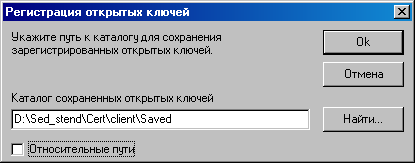 Регистрация открытых ключей
Укажите путь к каталогу для сохранения
зарегистрированных открытых ключей.
Ok
Отмена
Каталог сохраненных открытых ключей
D:\Sed_stend\Cert\client\Saved
Найти...
Относительные пути